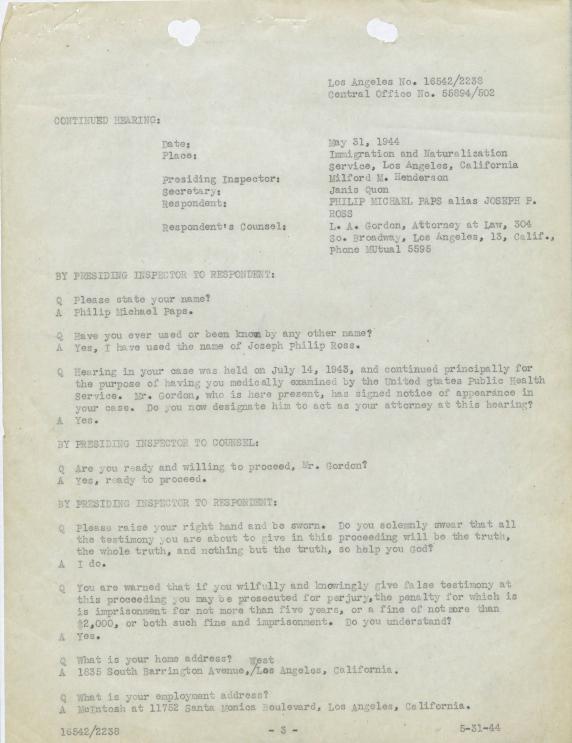 Los Angeles No. 16542/2238
Central Office No. 55894/502
CONTINUED HEARING:
Date: May 31, 1944
Place: Immigration and Naturalization
Service, Los Angeles, California
Presiding Inspector: Milford M. Henderson
Secretary: Janis Quon
Respondent: PHILIP MICHAEL PAPS alias JOSEPH P.
ROSS
Respondent's Counsel: L. A. Gordon, Attorney at Law, 304
So. Broadway, Los Angeles, 13, Calif.,
Phone MUtual 5595
BY PRESIDING INSPECTOR TO RESPONDENT:
Q Please state your name?
A Philip Michael Paps.
Q Have you ever used or been known by any other name?
A Yes, I have used the name of Joseph Philip Ross.
Q Hearing in your case was held on July 14, 1943, and continued principally for
the purpose of having you medically examined by the United States Public Health
Service. Mr. Gordon, who is here present, has signed notice of appearance in
your case. Do you now designate him to act as your attorney at this hearing?
A Yes.
BY PRESIDING INSPECTOR TO COUNSEL:
Q Are you ready and willing to proceed, Mr. Gordon?
A Yes, ready to proceed.
BY PRESIDING INSPECTOR TO RESPONDENT:
Q Please raise your right hand and be sworn. Do you solemnly swear that all
the testimony you are about to give in this proceeding will be the truth,
the whole truth, and nothing but the truth, so help you God?
A I do.
Q You are warned that if you wilfully and knowingly give false testimony at
this proceeding you may be prosecuted for perjury, the penalty for which is
is imprisonment for not more than five years, or a fine of not more than
$2,000, or both such fine and imprisonment. Do you understand?
A Yes.
Q What is your home address? West
A 1835 South Barrington Avenue,/Los Angeles, California.
Q What is your employment address?
A McIntosh at 11752 Santa Monica Boulevard, Los Angeles, California.
16542/2238 - 3 - 5-31-44